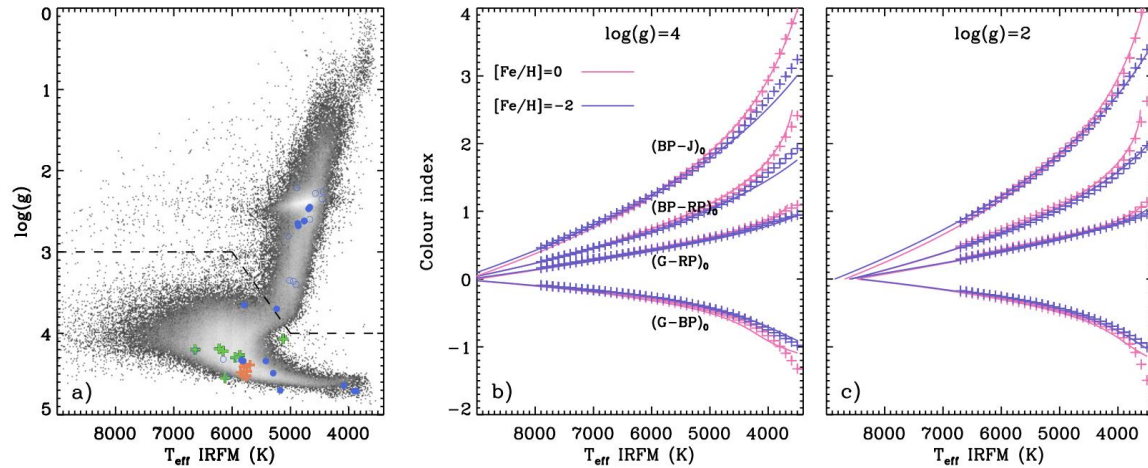 0
1
2
3
4
5
log(g)
a)
8000 7000 6000 5000 4000
Teff IRFM (K)
4
3
2
1
0
-1
-2
Colour index
log(g)=4
[Fe/H]=0
[Fe/H]=-2
(BP-J)0
(BP-RP)0
(G-RP)0
(G-BP)0
b)
8000 7000 6000 5000 4000
Teff IRFM (K)
log(g)=2
c)
8000 7000 6000 5000 4000
Teff IRFM (K)